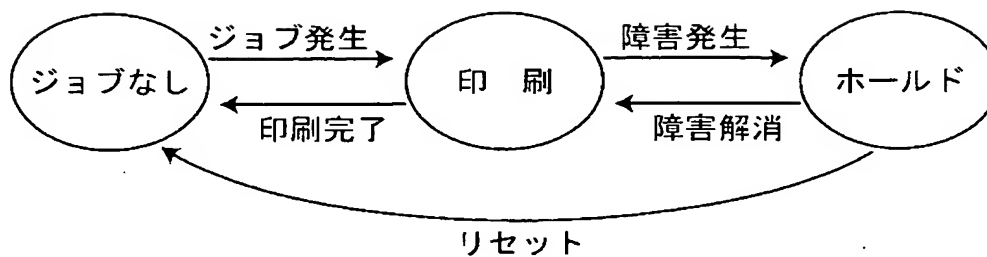 ジョブ発生
障害発生
ジョブなし
印 刷
ホールド
印刷完了
障害解消
リセット